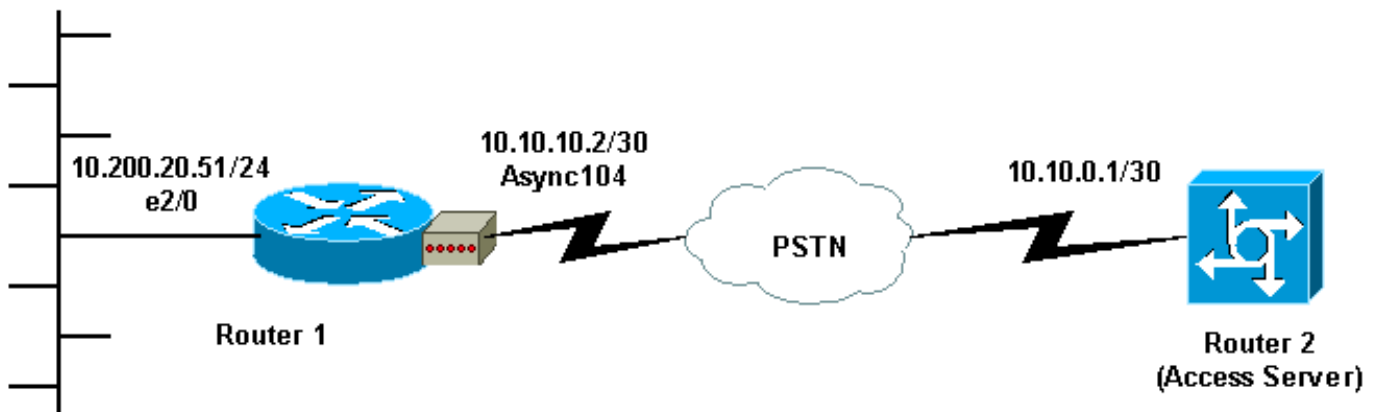 10.200.20.51/24
e2/0
Router 1
10.10.10.2/30
Async104
PSTN
10.10.0.1/30
Router 2
(Access Server)